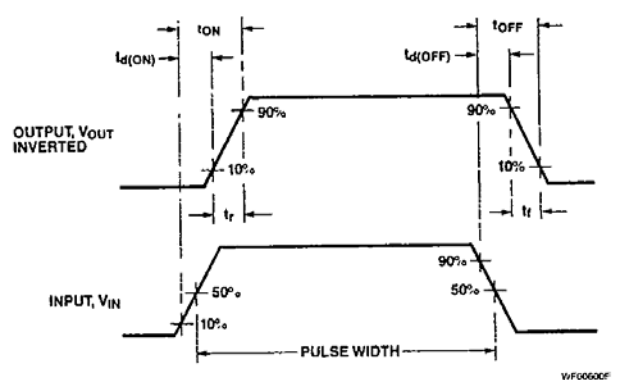 tON
tOFF
td(ON)
td(OFF)
90%
90%
OUTPUT, VOUT
INVERTED
10%
10%
tr
tf
90%
50%
50%
INPUT, VIN
10%
PULSE WIDTH
WF00600F